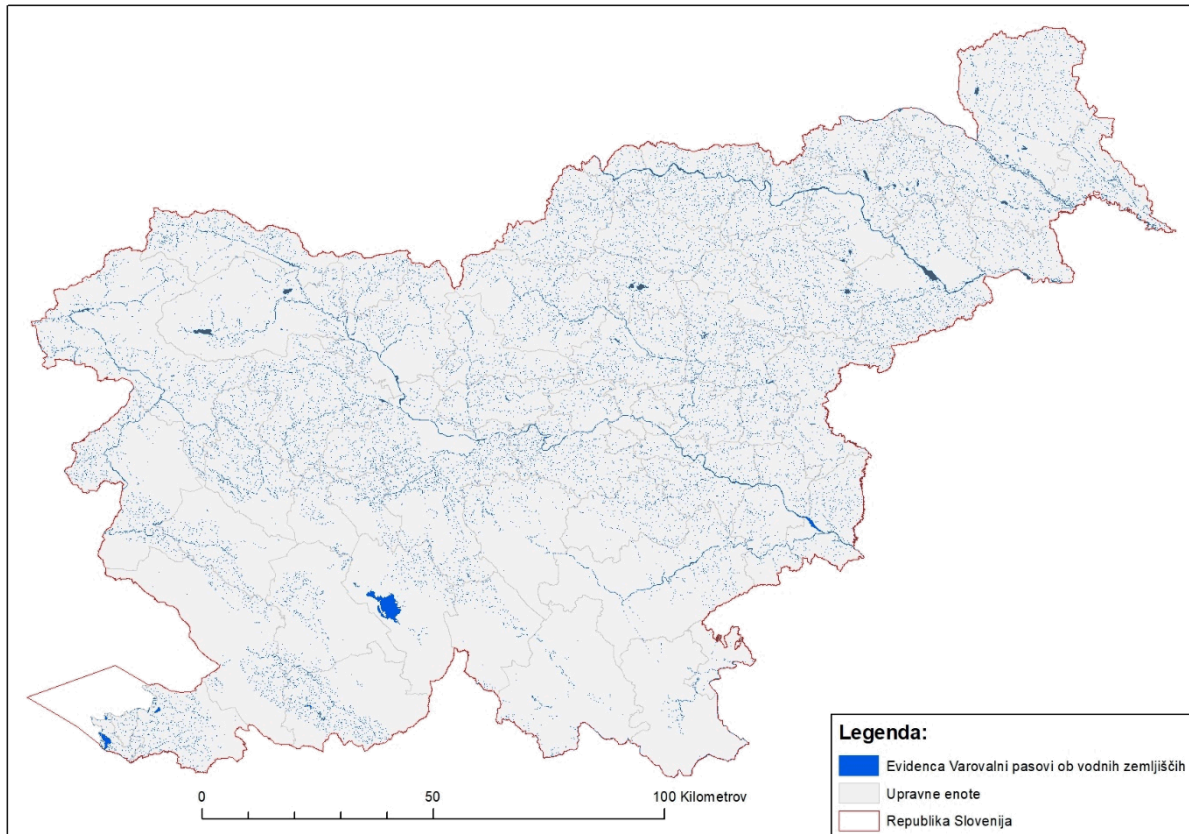 Legenda:
Evidenca Varovalni pasovi ob vodnih zemljiščih
Upravne enote
Republika Slovenija
0 50 100 Kilometrov